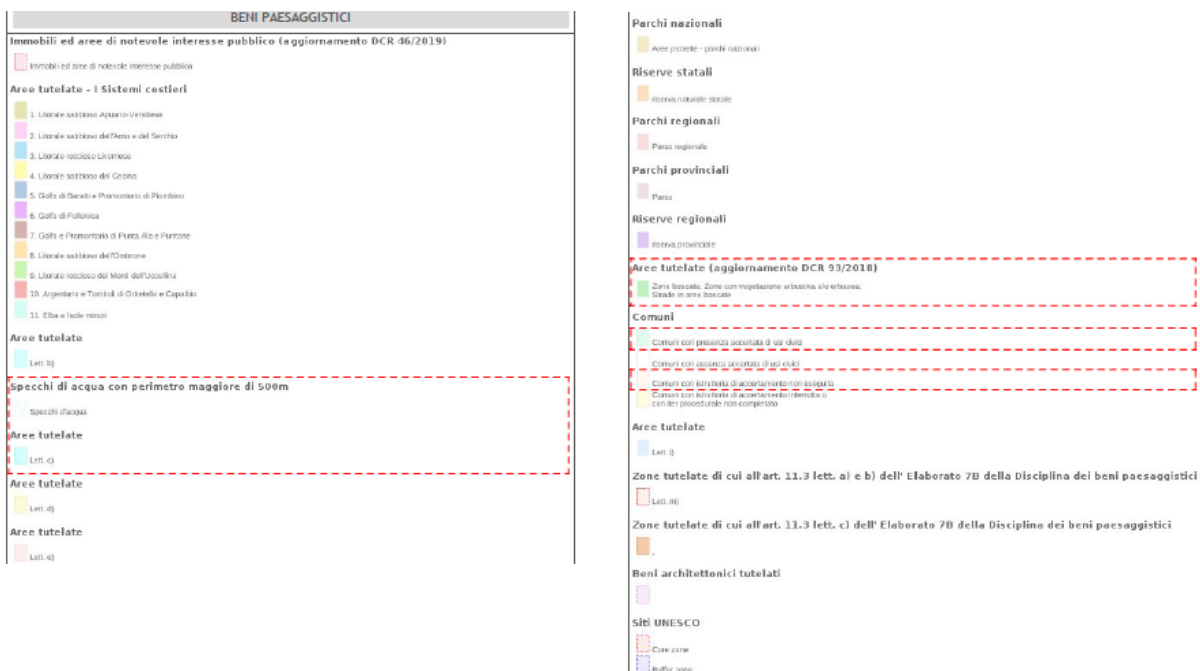 BENI PAESAGGISTICI
Immobili ed aree di notevole interesse pubblico (aggiornamento DCR 46/2019)
Immobili ed aree di notevole interesse pubblico
Aree tutelate - I Sistemi costieri
1. Litorale sabbioso Apuano-Versiliese
2. Litorale sabbioso dell'Arno e del Serchio
3. Litorale roccioso Livornese
4. Litorale sabbioso del Cecina
5. Golfo di Baratti e Promontorio di Piombino
6. Golfo di Follonica
7. Golfo e Promontorio di Punta Ala e Puntone
8. Litorale sabbioso dell'Ombrone
9. Litorale roccioso dei Monti dell'Uccellina
10. Argentario e Tomboli di Orbetello e Capalbio
11. Elba e Isole minori
Aree tutelate
Lett. b)
Specchi di acqua con perimetro maggiore di 500m
Specchi d'acqua
Aree tutelate
Lett. c)
Aree tutelate
Lett. d)
Aree tutelate
Lett. e)
Parchi nazionali
Aree protette - parchi nazionali
Riserve statali
riserva naturale statale
Parchi regionali
Parco regionale
Parchi provinciali
Parco
Riserve regionali
riserva provinciale
Aree tutelate (aggiornamento DCR 93/2018)
Zone boscate; Zone con vegetazione arbustiva e/o erbacea;
Strade in aree boscate
Comuni
Comuni con presenza accertata di usi civici
Comuni con assenza accertata di usi civici
Comuni con istruttoria di accertamento non eseguita
Comuni con istruttoria di accertamento interrotta o
con iter procedurale non completato
Aree tutelate
Lett. i)
Zone tutelate di cui all'art. 11.3 lett. a) e b) dell' Elaborato 7B della Disciplina dei beni paesaggistici
Lett. m)
Zone tutelate di cui all'art. 11.3 lett. c) dell' Elaborato 7B della Disciplina dei beni paesaggistici
.
Beni architettonici tutelati
Siti UNESCO
Core zone
Buffer zone